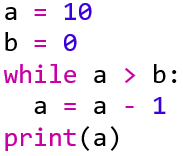 a = 10
b = 0
while a > b:
  a = a - 1
print(a)